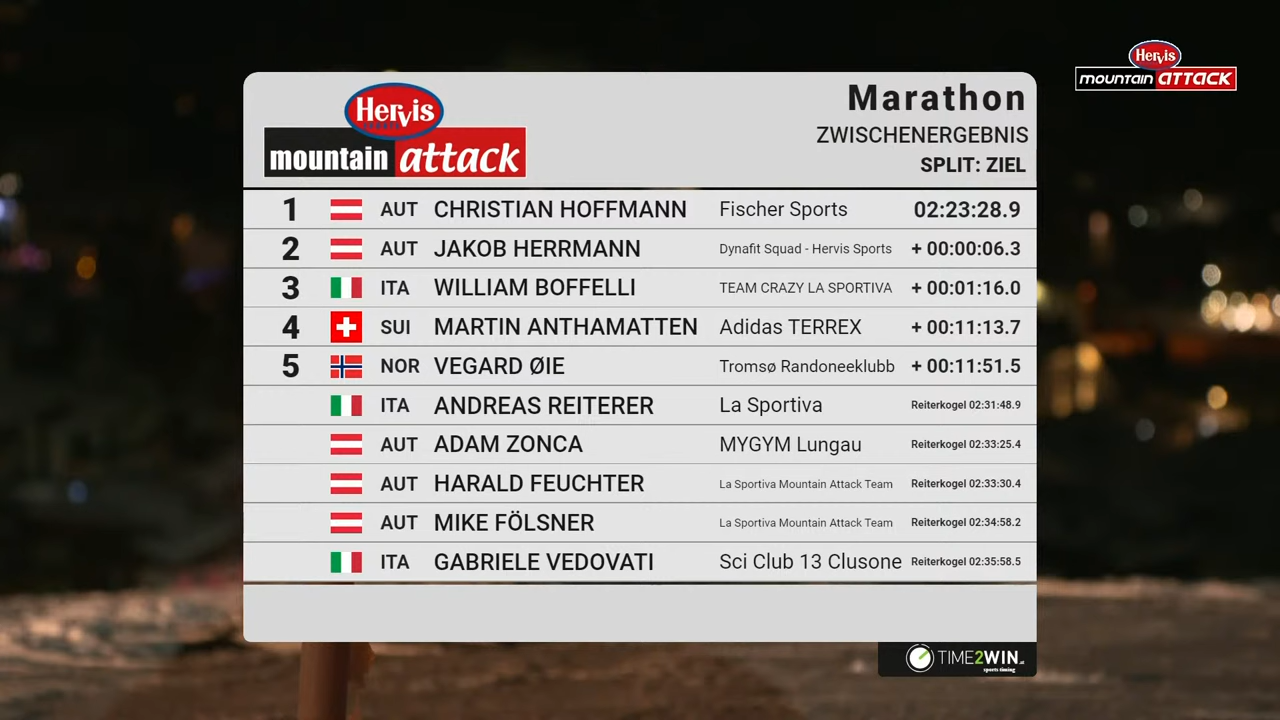 Hervis
mountain attack
Hervis
SPORTS
mountain attack
Marathon
ZWISCHENERGEBNIS
SPLIT: ZIEL
1 AUT CHRISTIAN HOFFMANN Fischer Sports 02:23:28.9
2 AUT JAKOB HERRMANN Dynafit Squad - Hervis Sports + 00:00:06.3
3 ITA WILLIAM BOFFELLI TEAM CRAZY LA SPORTIVA + 00:01:16.0
4 SUI MARTIN ANTHAMATTEN Adidas TERREX + 00:11:13.7
5 NOR VEGARD ØIE Tromsø Randoneeklubb + 00:11:51.5
ITA ANDREAS REITERER La Sportiva Reiterkogel 02:31:48.9
AUT ADAM ZONCA MYGYM Lungau Reiterkogel 02:33:25.4
AUT HARALD FEUCHTER La Sportiva Mountain Attack Team Reiterkogel 02:33:30.4
AUT MIKE FÖLSNER La Sportiva Mountain Attack Team Reiterkogel 02:34:58.2
ITA GABRIELE VEDOVATI Sci Club 13 Clusone Reiterkogel 02:35:58.5
TIME2WIN.at
sports timing